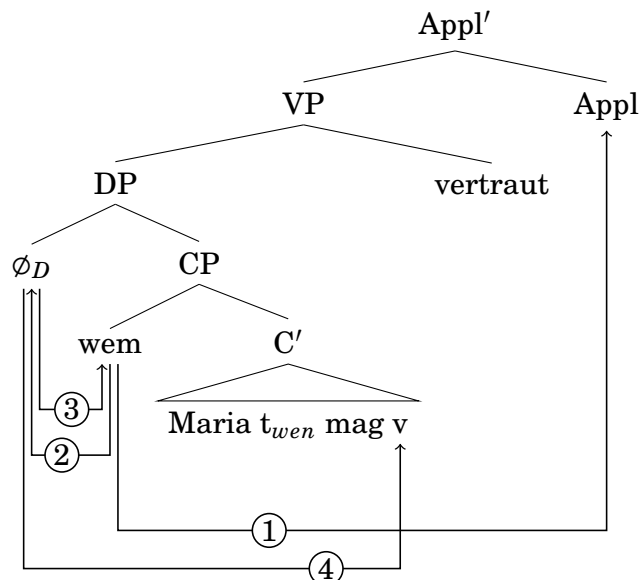 Appl′
VP Appl
DP vertraut
∅D CP
wem C′
Maria twen mag v
3
2
1
4